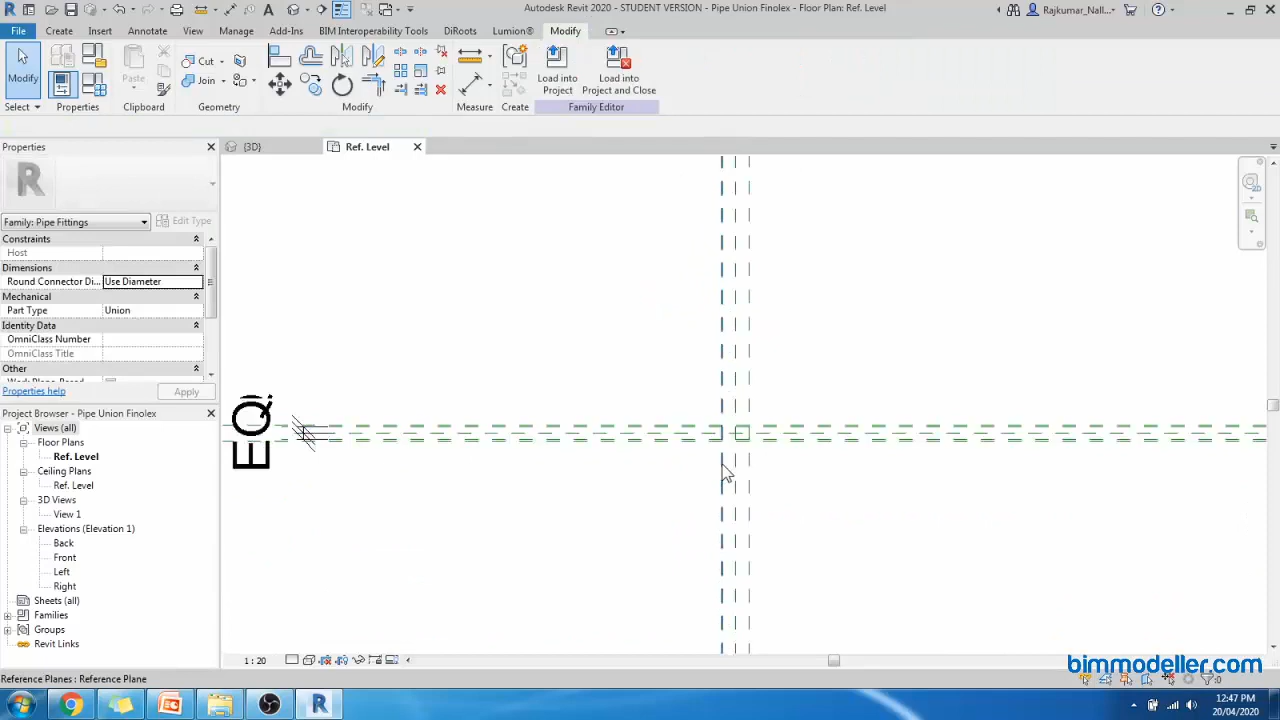 Autodesk Revit 2020 - STUDENT VERSION - Pipe Union Finolex - Floor Plan: Ref. Level
Rajkumar_Nall...
File Create Insert Annotate View Manage Add-Ins BIM Interoperability Tools DiRoots Lumion® Modify
Modify
Paste
Cut
Join
Load into
Project
Load into
Project and Close
Select Properties Clipboard Geometry Modify Measure Create Family Editor
Properties
{3D}
Ref. Level
R
Family: Pipe Fittings
Edit Type
Constraints
Host
Dimensions
Round Connector Di... Use Diameter
Mechanical
Part Type Union
Identity Data
OmniClass Number
OmniClass Title
Other
Work Plane-Based
Properties help
Apply
Project Browser - Pipe Union Finolex
Views (all)
Floor Plans
Ref. Level
Ceiling Plans
Ref. Level
3D Views
View 1
Elevations (Elevation 1)
Back
Front
Left
Right
Sheets (all)
Families
Groups
Revit Links
EQ
1 : 20
bimmodeller.com
Reference Planes : Reference Plane
:0
12:47 PM
20/04/2020